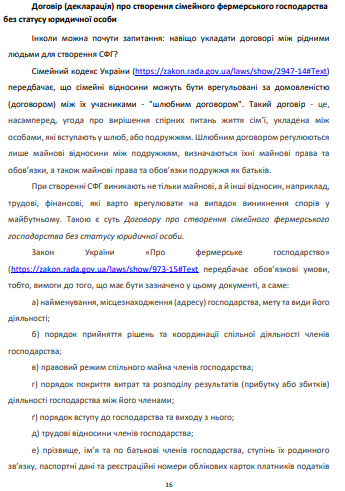 Договір (декларація) про створення сімейного фермерського господарства
без статусу юридичної особи
Інколи можна почути запитання: навіщо укладати договорі між рідними
людьми для створення СФГ?
Сімейний кодекс України (https://zakon.rada.gov.ua/laws/show/2947-14#Text)
передбачає, що сімейні відносини можуть бути врегульовані за домовленістю
(договором) між їх учасниками - "шлюбним договором". Такий договір - це,
насамперед, угода про вирішення спірних питань життя сім’ї, укладена між
особами, які вступають у шлюб, або подружжям. Шлюбним договором регулюються
лише майнові відносини між подружжям, визначаються їхні майнові права та
обов’язки, а також майнові права та обов’язки подружжя як батьків.
При створенні СФГ виникають не тільки майнові, а й інші відносин, наприклад,
трудові, фінансові, які варто врегулювати на випадок виникнення спорів у
майбутньому. Такою є суть Договору про створення сімейного фермерського
господарства без статусу юридичної особи.
Закон України «Про фермерське господарство»
(https://zakon.rada.gov.ua/laws/show/973-15#Text передбачає обов’язкові умови,
тобто, вимоги до того, що має бути зазначено у цьому документі, а саме:
а) найменування, місцезнаходження (адресу) господарства, мету та види його
діяльності;
б) порядок прийняття рішень та координації спільної діяльності членів
господарства;
в) правовий режим спільного майна членів господарства;
г) порядок покриття витрат та розподілу результатів (прибутку або збитків)
діяльності господарства між його членами;
ґ) порядок вступу до господарства та виходу з нього;
д) трудові відносини членів господарства;
е) прізвище, ім’я та по батькові членів господарства, ступінь їх родинного
зв’язку, паспортні дані та реєстраційні номери облікових карток платників податків
16